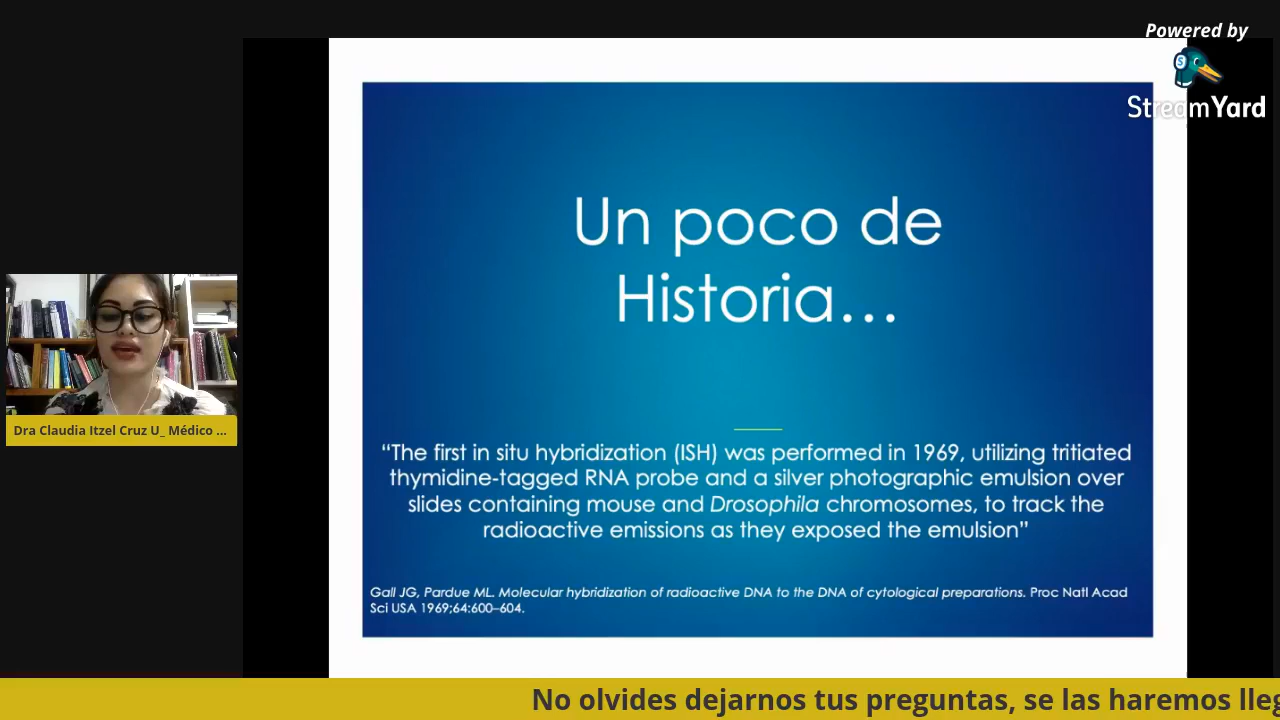 Powered by
StreamYard
Un poco de
Historia...
“The first in situ hybridization (ISH) was performed in 1969, utilizing tritiated
thymidine-tagged RNA probe and a silver photographic emulsion over
slides containing mouse and Drosophila chromosomes, to track the
radioactive emissions as they exposed the emulsion”
Gall JG, Pardue ML. Molecular hybridization of radioactive DNA to the DNA of cytological preparations. Proc Natl Acad
Sci USA 1969;64:600–604.
Dra Claudia Itzel Cruz U_ Médico ...
No olvides dejarnos tus preguntas, se las haremos lleg